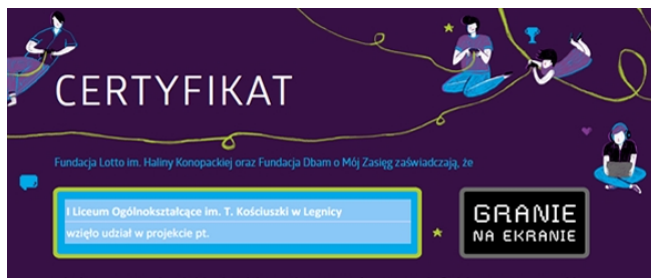 CERTYFIKAT
Fundacja Lotto im. Haliny Konopackiej oraz Fundacja Dbam o Mój Zasięg zaświadczają, że
I Liceum Ogólnokształcące im. T. Kościuszki w Legnicy
wzięło udział w projekcie pt.
GRANIE
NA EKRANIE